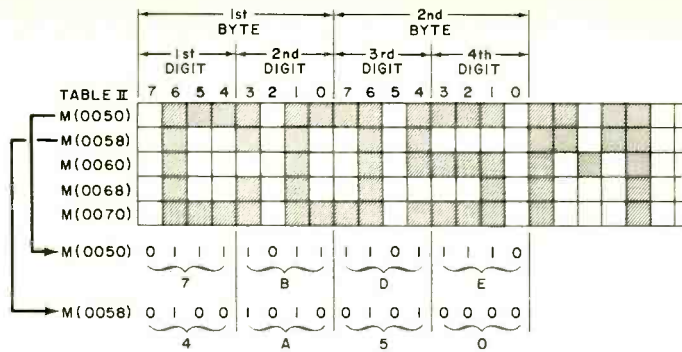 1st BYTE 2nd BYTE
1st DIGIT 2nd DIGIT 3rd DIGIT 4th DIGIT
TABLE II 7 6 5 4 3 2 1 0 7 6 5 4 3 2 1 0
M(0050)
M(0058)
M(0060)
M(0068)
M(0070)
M(0050) 0 1 1 1 1 0 1 1 1 1 0 1 1 1 1 0
7 B D E
M(0058) 0 1 0 0 1 0 1 0 0 1 0 1 0 0 0 0
4 A 5 0